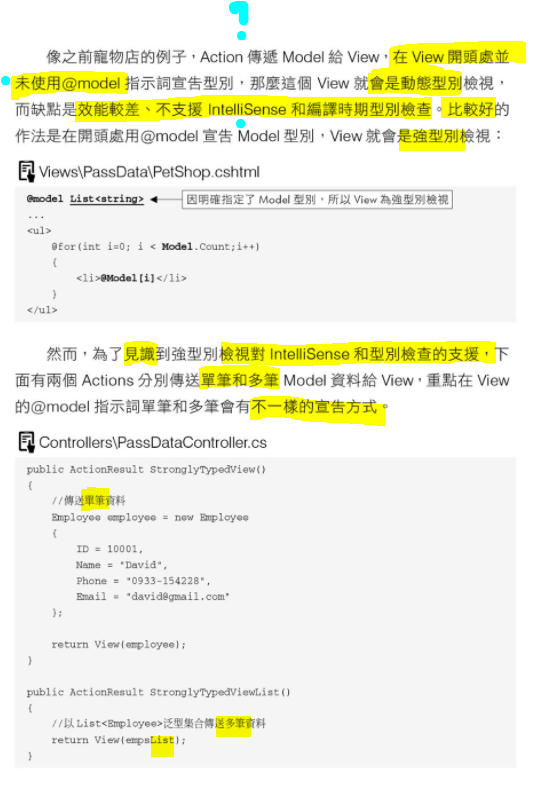 ?
像之前寵物店的例子,Action 傳遞 Model 給 View,在 View 開頭處並
未使用@model 指示詞宣告型別,那麼這個 View 就會是動態型別檢視,
而缺點是效能較差、不支援 IntelliSense 和編譯時期型別檢查。比較好的
作法是在開頭處用@model 宣告 Model 型別,View 就會是強型別檢視:
Views\PassData\PetShop.cshtml
@model List<string> 因明確指定了 Model 型別,所以 View 為強型別檢視
...
<ul>
@for(int i=0; i < Model.Count;i++)
{
<li>@Model[i]</li>
}
</ul>
然而,為了見識到強型別檢視對 IntelliSense 和型別檢查的支援,下
面有兩個 Actions 分別傳送單筆和多筆 Model 資料給 View,重點在 View
的@model 指示詞單筆和多筆會有不一樣的宣告方式。
Controllers\PassDataController.cs
public ActionResult StronglyTypedView()
{
//傳送單筆資料
Employee employee = new Employee
{
ID = 10001,
Name = "David",
Phone = "0933-154228",
Email = "david@gmail.com"
};
return View(employee);
}
public ActionResult StronglyTypedViewList()
{
//以 List<Employee>泛型集合傳送多筆資料
return View(empsList);
}